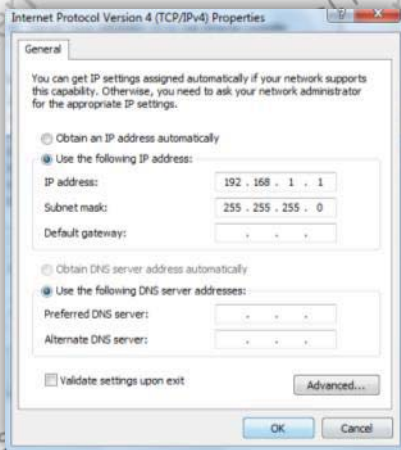 Internet Protocol Version 4 (TCP/IPv4) Properties
General
You can get IP settings assigned automatically if your network supports
this capability. Otherwise, you need to ask your network administrator
for the appropriate IP settings.
Obtain an IP address automatically
Use the following IP address:
IP address: 192 . 168 . 1 . 1
Subnet mask: 255 . 255 . 255 . 0
Default gateway: . . .
Obtain DNS server address automatically
Use the following DNS server addresses:
Preferred DNS server: . . .
Alternate DNS server: . . .
Validate settings upon exit
Advanced...
OK Cancel